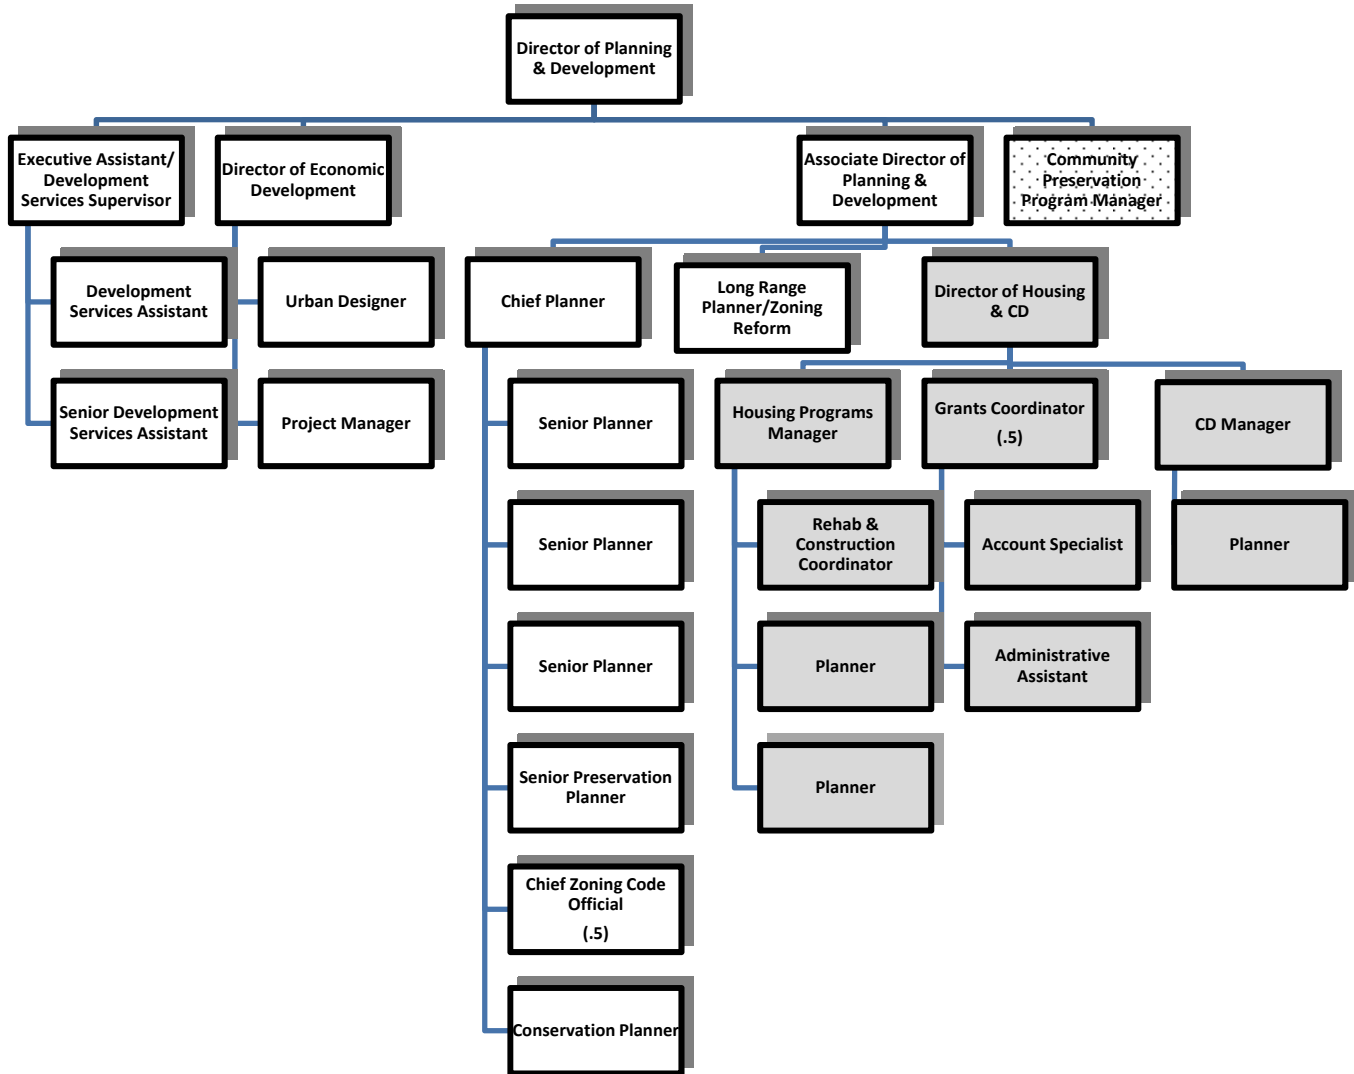 Director of Planning
& Development
Executive Assistant/
Development
Services Supervisor
Director of Economic
Development
Associate Director of
Planning &
Development
Community
Preservation
Program Manager
Development
Services Assistant
Urban Designer
Chief Planner
Long Range
Planner/Zoning
Reform
Director of Housing
& CD
Senior Development
Services Assistant
Project Manager
Senior Planner
Housing Programs
Manager
Grants Coordinator
(.5)
CD Manager
Senior Planner
Rehab &
Construction
Coordinator
Account Specialist
Planner
Senior Planner
Planner
Administrative
Assistant
Senior Preservation
Planner
Planner
Chief Zoning Code
Official
(.5)
Conservation Planner